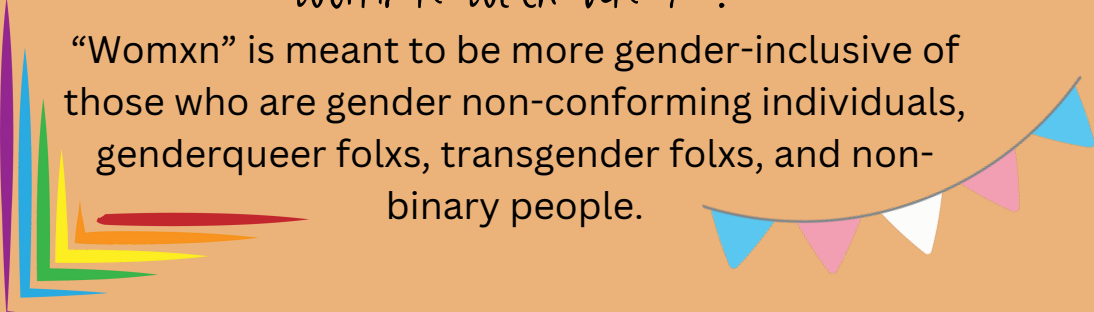 “Womxn” is meant to be more gender-inclusive of
those who are gender non-conforming individuals,
genderqueer folxs, transgender folxs, and non-
binary people.